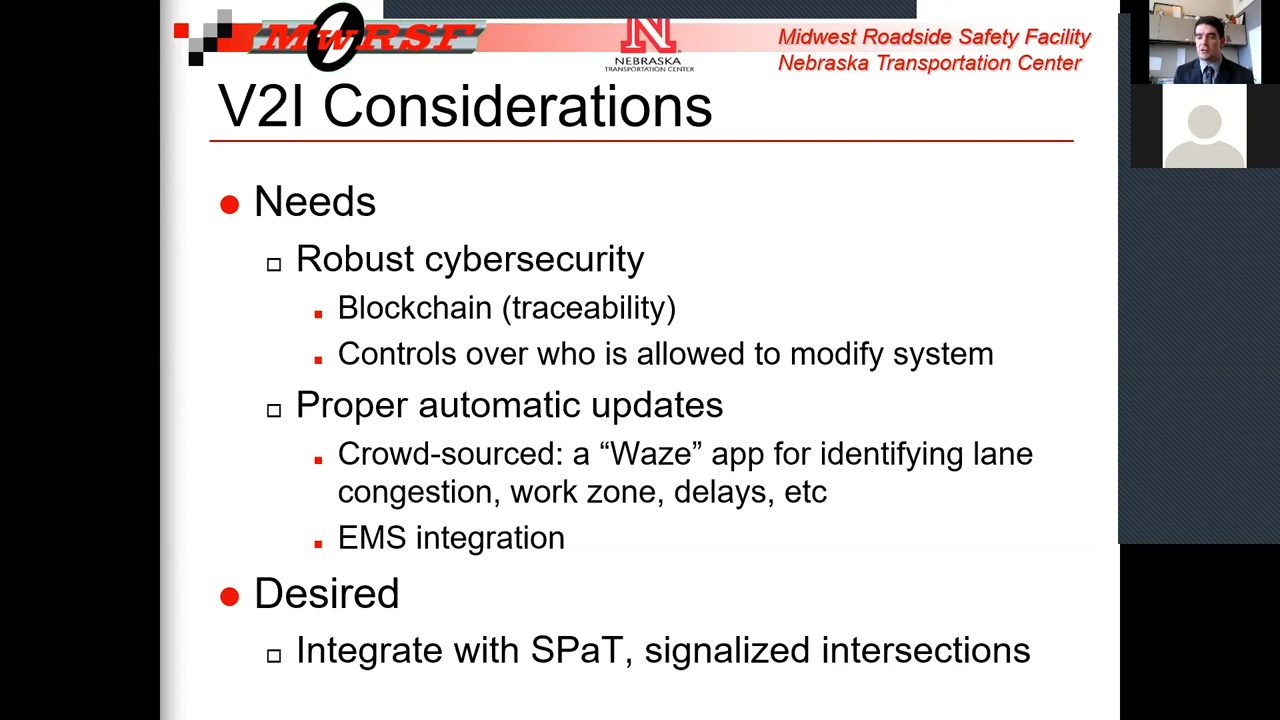 MwRSF
N
NEBRASKA
TRANSPORTATION CENTER
Midwest Roadside Safety Facility
Nebraska Transportation Center
V2I Considerations
Needs
Robust cybersecurity
Blockchain (traceability)
Controls over who is allowed to modify system
Proper automatic updates
Crowd-sourced: a “Waze” app for identifying lane
congestion, work zone, delays, etc
EMS integration
Desired
Integrate with SPaT, signalized intersections